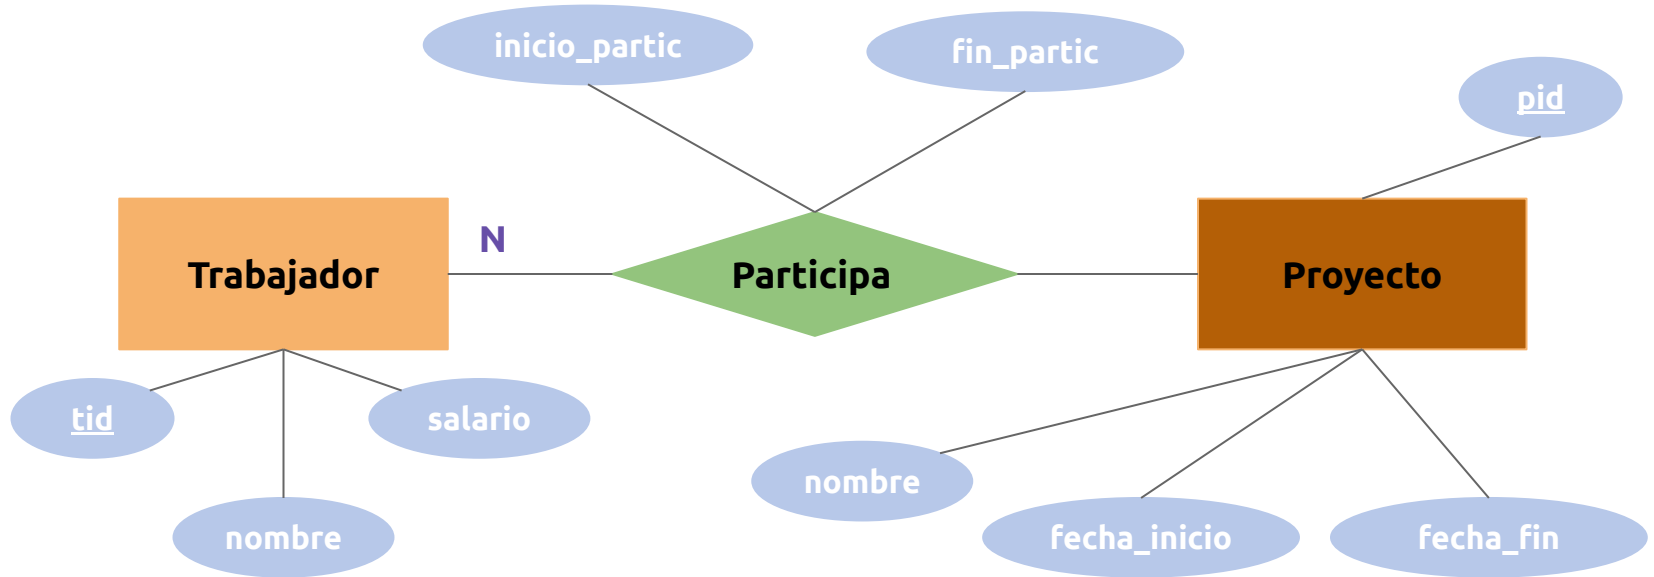 inicio_partic
fin_partic
pid
N
Trabajador
Participa
Proyecto
tid
salario
nombre
nombre
fecha_inicio
fecha_fin